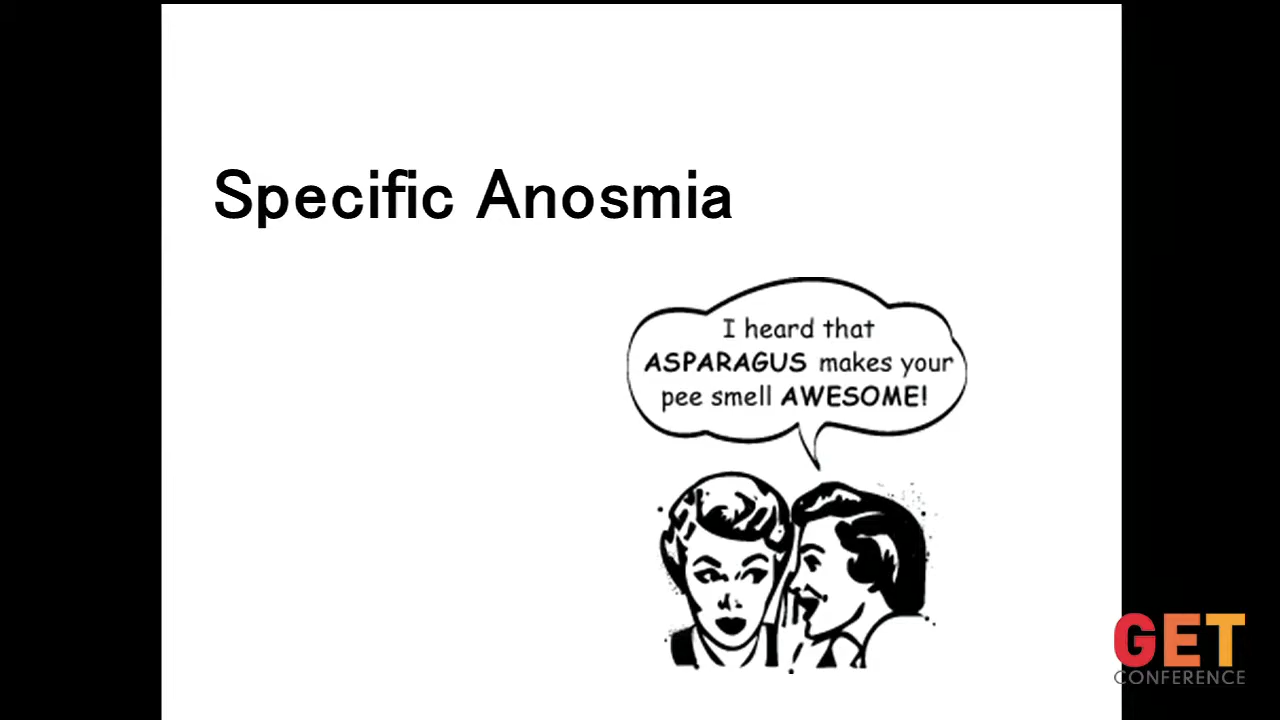 Specific Anosmia
I heard that
ASPARAGUS makes your
pee smell AWESOME!
GET
CONFERENCE